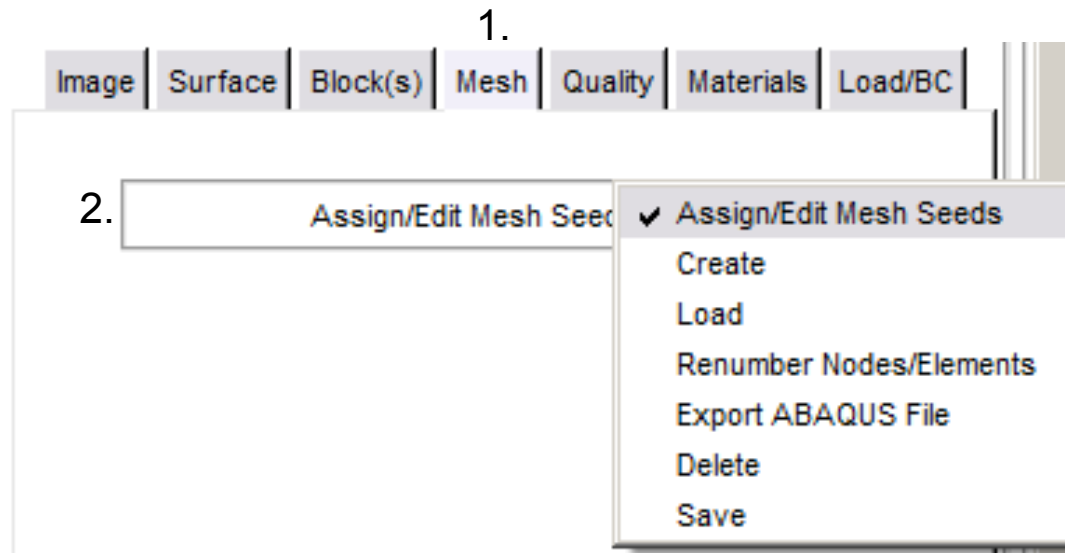 1.
Image Surface Block(s) Mesh Quality Materials Load/BC
2. Assign/Edit Mesh Seed
✔ Assign/Edit Mesh Seeds
Create
Load
Renumber Nodes/Elements
Export ABAQUS File
Delete
Save